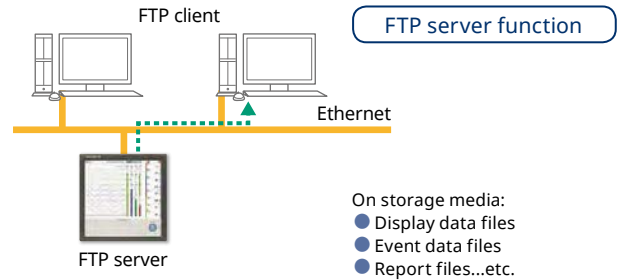 FTP client
FTP server function
Ethernet
FTP server
On storage media:
Display data files
Event data files
Report files...etc.